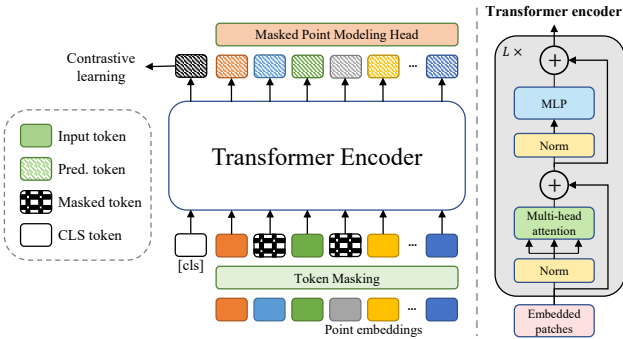 Masked Point Modeling Head
Contrastive
learning
...
Input token
Pred. token
Masked token
CLS token
Transformer Encoder
...
[cls]
Token Masking
...
Point embeddings
Transformer encoder
L ×
+
MLP
Norm
+
Multi-head
attention
Norm
Embedded
patches